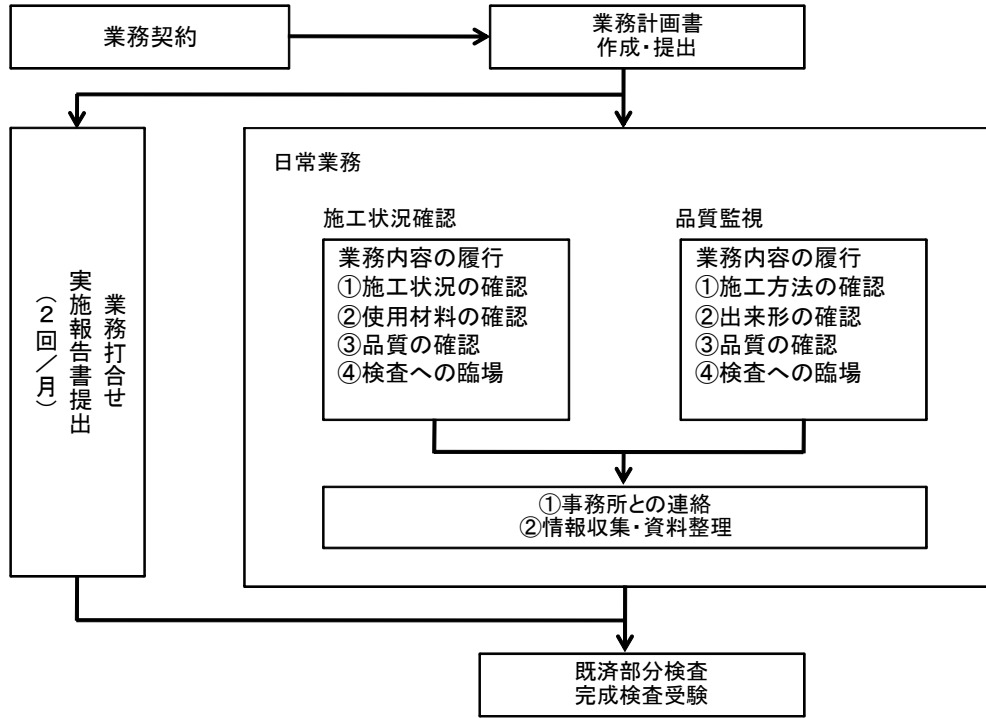 業務契約
業務計画書
作成・提出
業務打合せ
実施報告書提出
（２回／月）
日常業務
施工状況確認
業務内容の履行
①施工状況の確認
②使用材料の確認
③品質の確認
④検査への臨場
品質監視
業務内容の履行
①施工方法の確認
②出来形の確認
③品質の確認
④検査への臨場
①事務所との連絡
②情報収集・資料整理
既済部分検査
完成検査受験